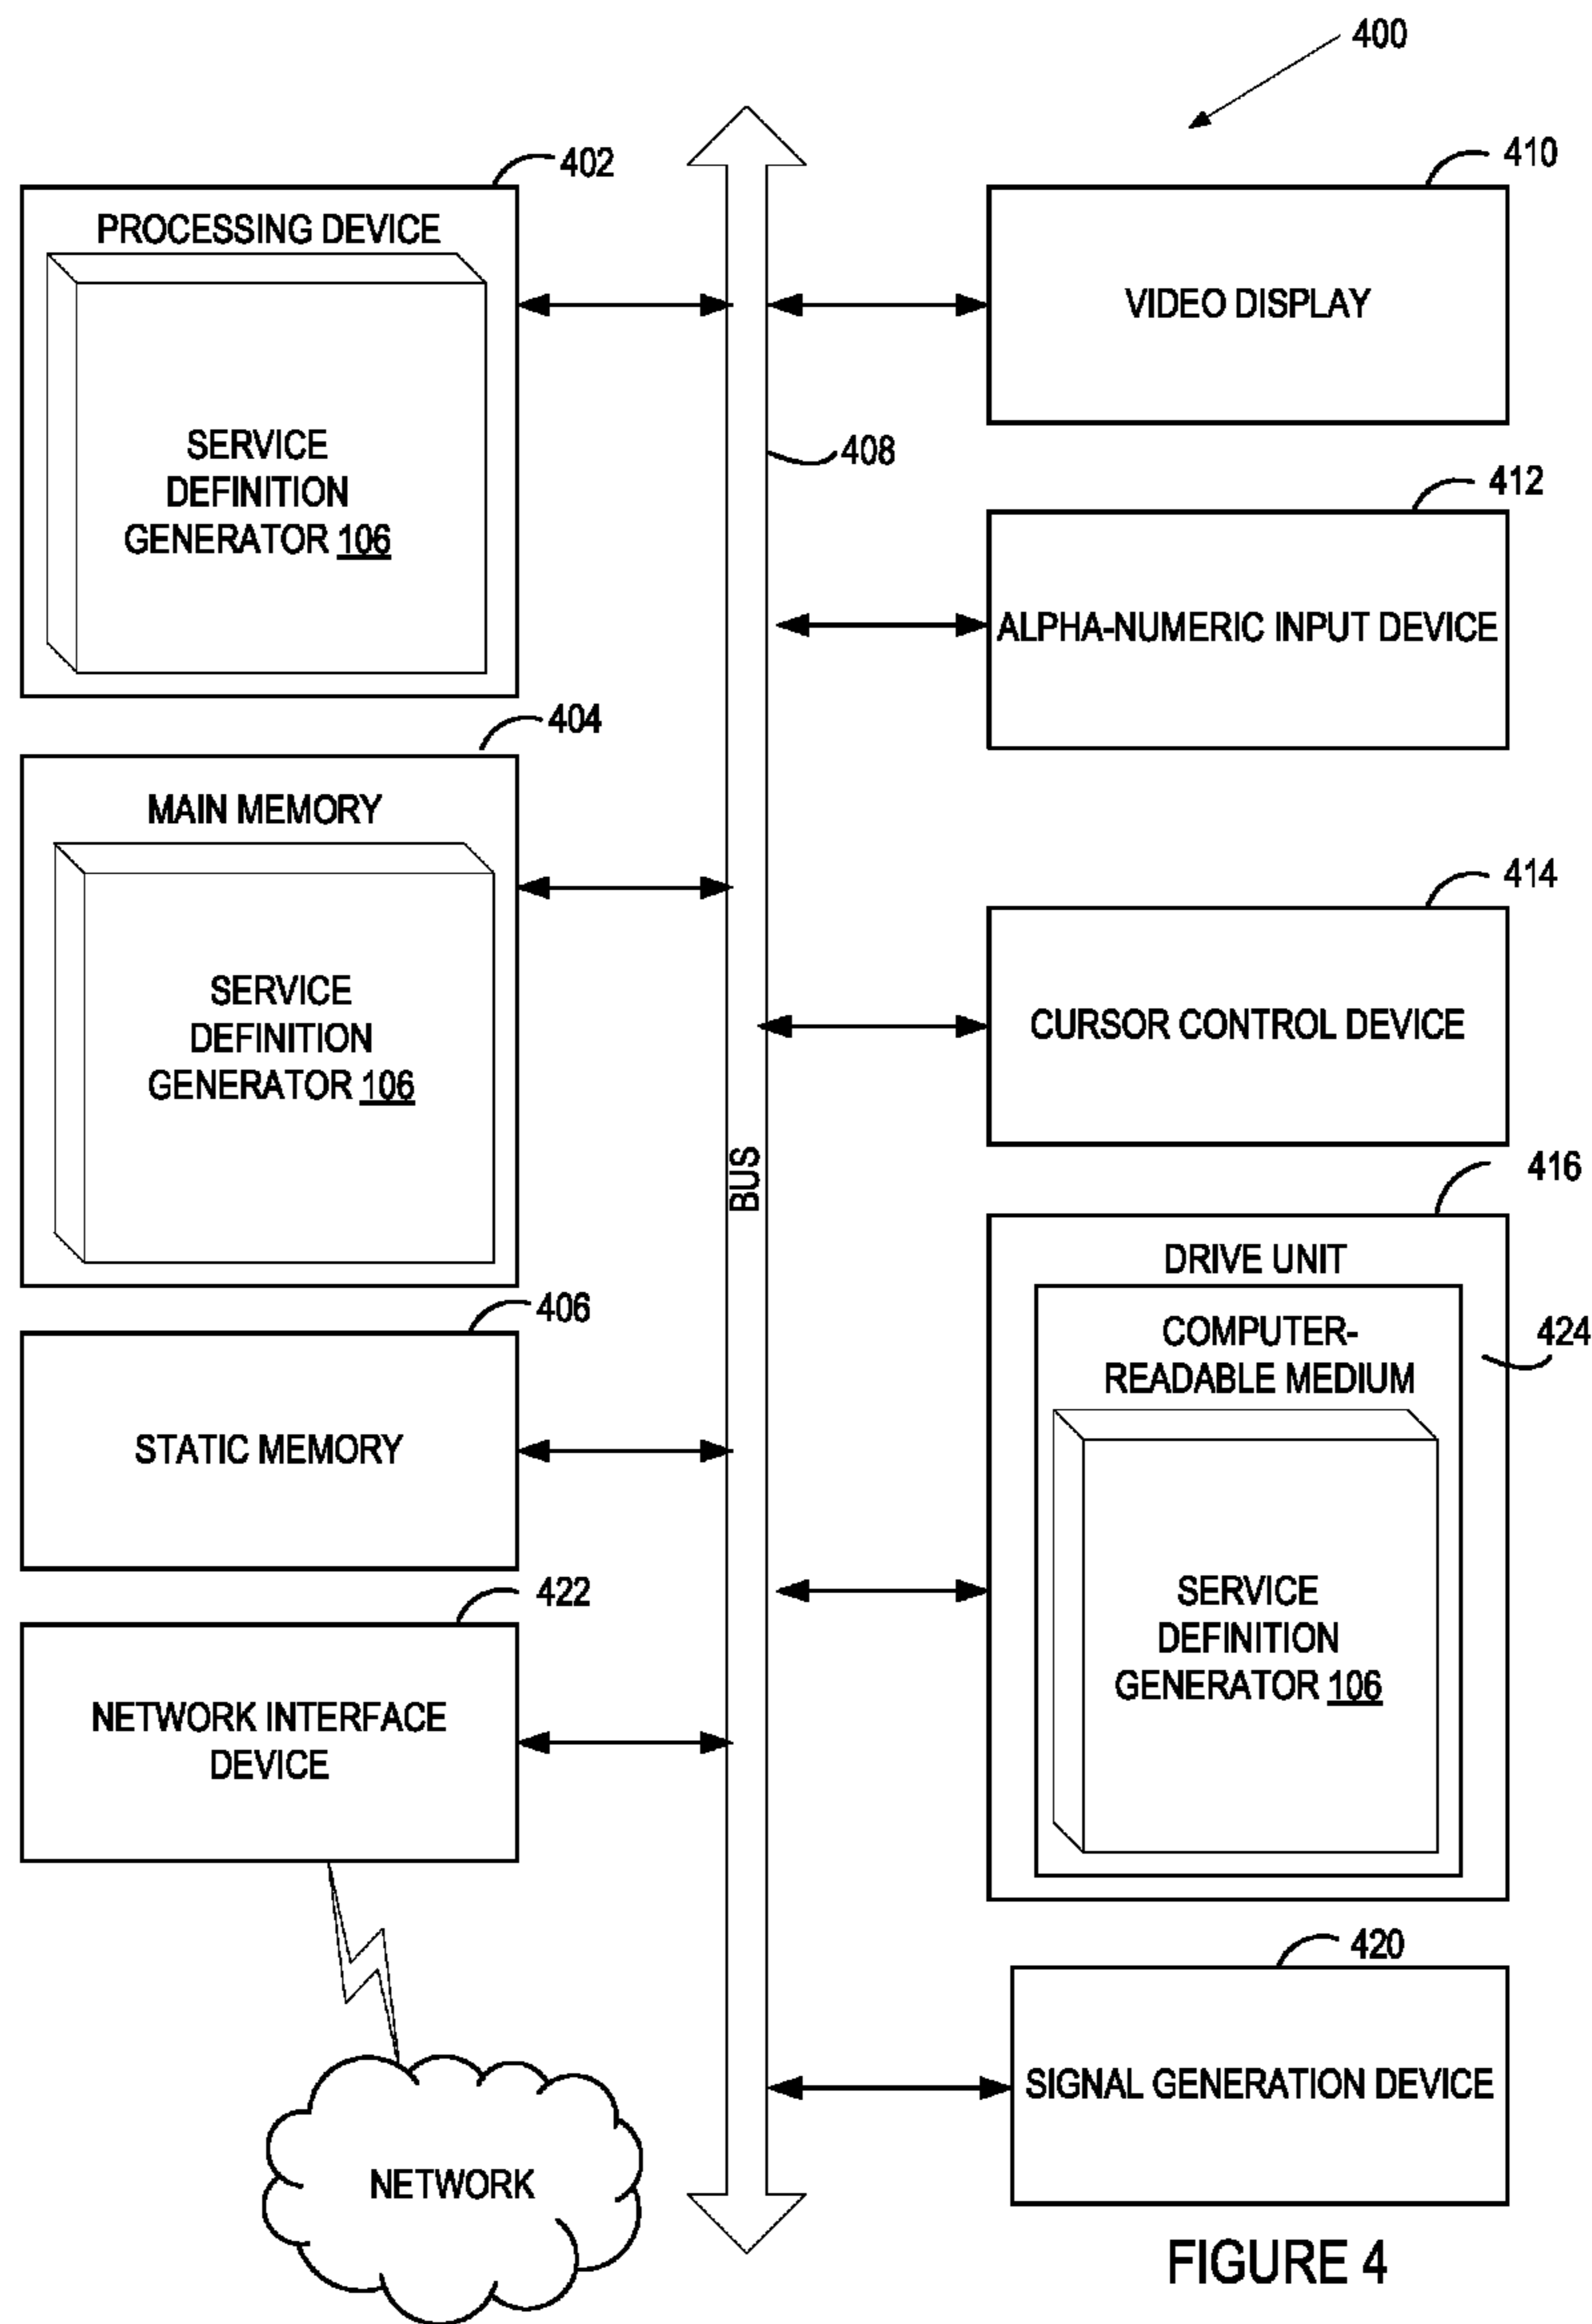 400
402
PROCESSING DEVICE
SERVICE
DEFINITION
GENERATOR 106
404
MAIN MEMORY
SERVICE
DEFINITION
GENERATOR 106
406
STATIC MEMORY
422
NETWORK INTERFACE
DEVICE
NETWORK
BUS
408
410
VIDEO DISPLAY
412
ALPHA-NUMERIC INPUT DEVICE
414
CURSOR CONTROL DEVICE
416
DRIVE UNIT
COMPUTER-
READABLE MEDIUM
424
SERVICE
DEFINITION
GENERATOR 106
420
SIGNAL GENERATION DEVICE
FIGURE 4